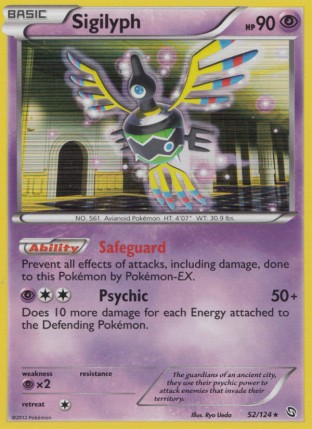 BASIC
Sigilyph
HP 90
NO. 561. Avianoid Pokémon. HT: 4'07" WT: 30.9 lbs.
Ability Safeguard
Prevent all effects of attacks, including damage, done
to this Pokémon by Pokémon-EX.
Psychic 50+
Does 10 more damage for each Energy attached to
the Defending Pokémon.
weakness resistance
×2
retreat
The guardians of an ancient city,
they use their psychic power to
attack enemies that invade their
territory.
©2012 Pokémon
Illus. Ryo Ueda 52/124 ★